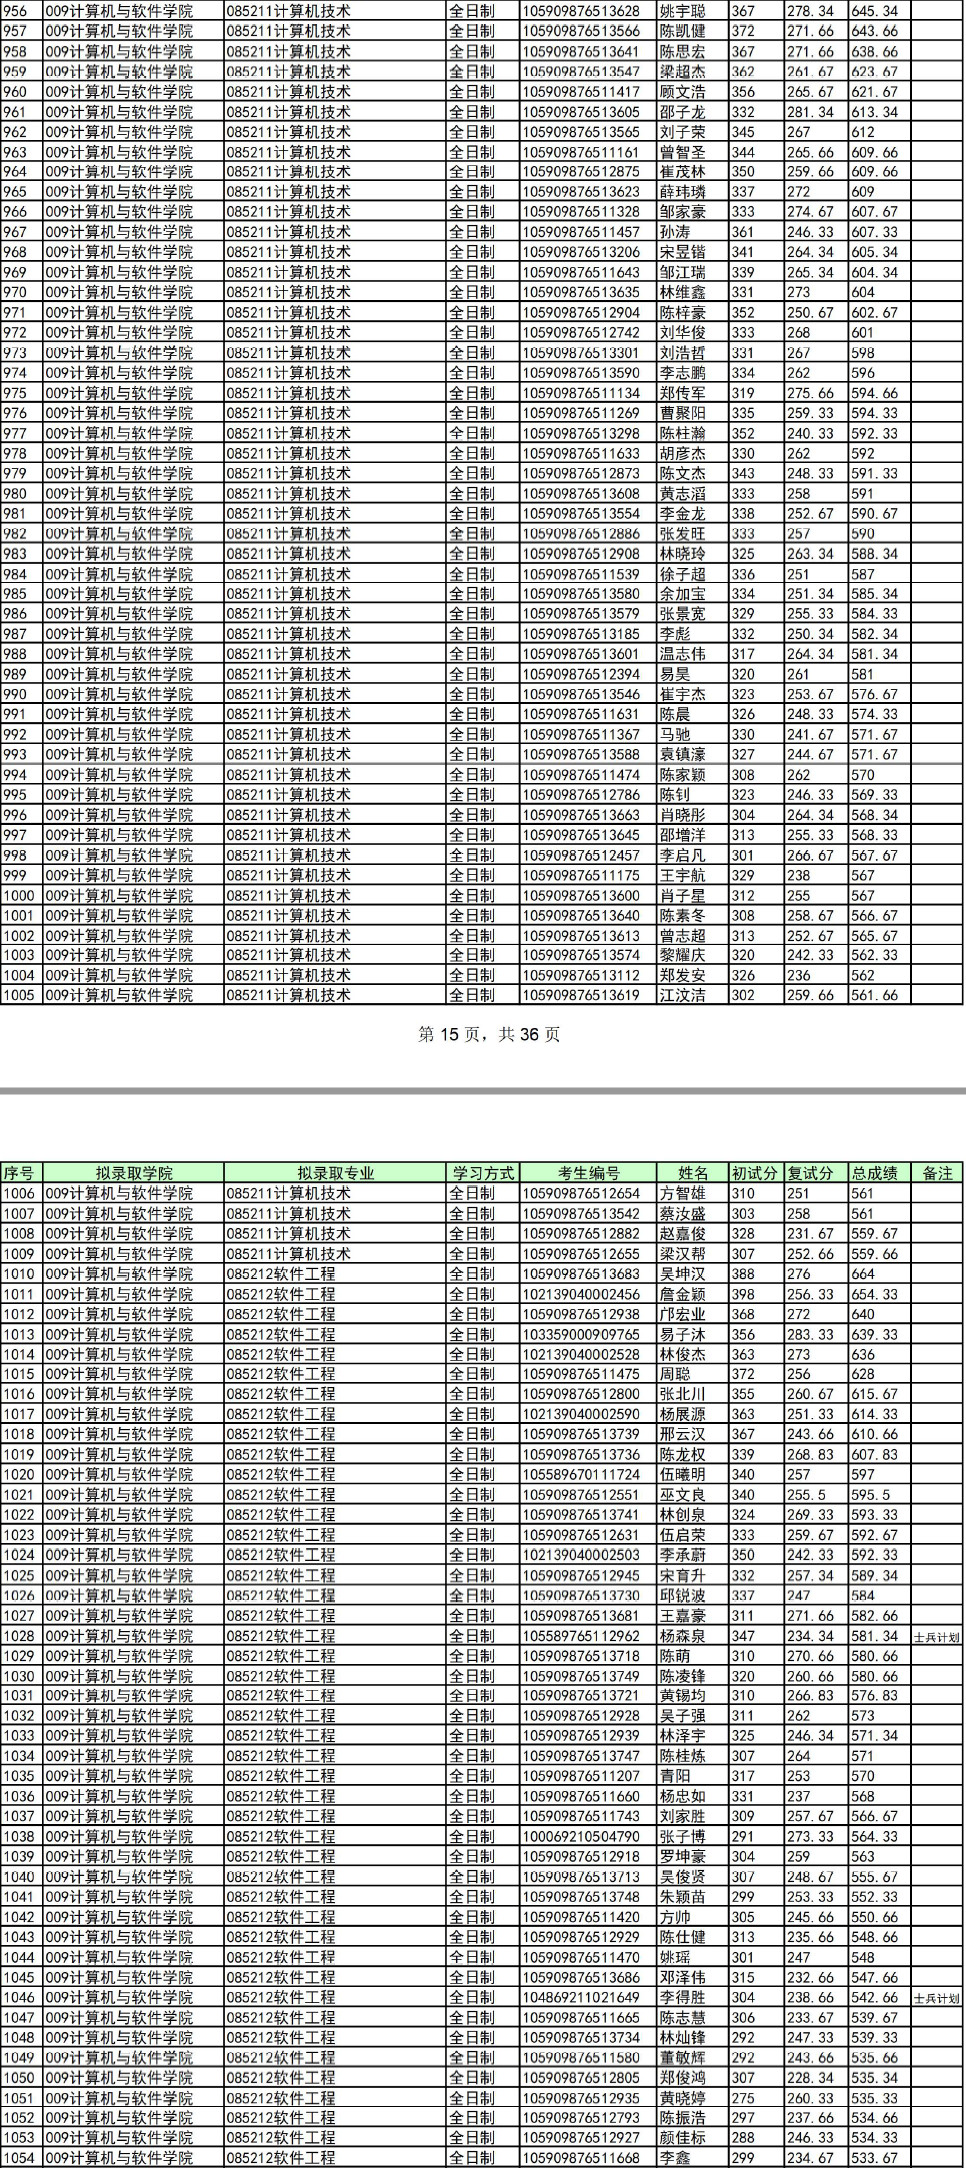 956 009计算机与软件学院 085211计算机技术 全日制 105909876513628 姚宇聪 367 278.34 645.34
957 009计算机与软件学院 085211计算机技术 全日制 105909876513566 陈凯健 372 271.66 643.66
958 009计算机与软件学院 085211计算机技术 全日制 105909876513641 陈思宏 367 271.66 638.66
959 009计算机与软件学院 085211计算机技术 全日制 105909876513547 梁超杰 362 261.67 623.67
960 009计算机与软件学院 085211计算机技术 全日制 105909876511417 顾文浩 356 265.67 621.67
961 009计算机与软件学院 085211计算机技术 全日制 105909876513605 邵子龙 332 281.34 613.34
962 009计算机与软件学院 085211计算机技术 全日制 105909876513565 刘子荣 345 267 612
963 009计算机与软件学院 085211计算机技术 全日制 105909876511161 曾智圣 344 265.66 609.66
964 009计算机与软件学院 085211计算机技术 全日制 105909876512875 崔茂林 350 259.66 609.66
965 009计算机与软件学院 085211计算机技术 全日制 105909876513623 薛玮璘 337 272 609
966 009计算机与软件学院 085211计算机技术 全日制 105909876511328 邹家豪 333 274.67 607.67
967 009计算机与软件学院 085211计算机技术 全日制 105909876511457 孙涛 361 246.33 607.33
968 009计算机与软件学院 085211计算机技术 全日制 105909876513206 宋昱锴 341 264.34 605.34
969 009计算机与软件学院 085211计算机技术 全日制 105909876511643 邹江瑞 339 265.34 604.34
970 009计算机与软件学院 085211计算机技术 全日制 105909876513635 林维鑫 331 273 604
971 009计算机与软件学院 085211计算机技术 全日制 105909876512904 陈梓豪 352 250.67 602.67
972 009计算机与软件学院 085211计算机技术 全日制 105909876512742 刘华俊 333 268 601
973 009计算机与软件学院 085211计算机技术 全日制 105909876513301 刘浩哲 331 267 598
974 009计算机与软件学院 085211计算机技术 全日制 105909876513590 李志鹏 334 262 596
975 009计算机与软件学院 085211计算机技术 全日制 105909876511134 郑传军 319 275.66 594.66
976 009计算机与软件学院 085211计算机技术 全日制 105909876511269 曹聚阳 335 259.33 594.33
977 009计算机与软件学院 085211计算机技术 全日制 105909876513298 陈柱瀚 352 240.33 592.33
978 009计算机与软件学院 085211计算机技术 全日制 105909876511633 胡彦杰 330 262 592
979 009计算机与软件学院 085211计算机技术 全日制 105909876512873 陈文杰 343 248.33 591.33
980 009计算机与软件学院 085211计算机技术 全日制 105909876513608 黄志滔 333 258 591
981 009计算机与软件学院 085211计算机技术 全日制 105909876513554 李金龙 338 252.67 590.67
982 009计算机与软件学院 085211计算机技术 全日制 105909876512886 张发旺 333 257 590
983 009计算机与软件学院 085211计算机技术 全日制 105909876512908 林晓玲 325 263.34 588.34
984 009计算机与软件学院 085211计算机技术 全日制 105909876511539 徐子超 336 251 587
985 009计算机与软件学院 085211计算机技术 全日制 105909876513580 余加宝 334 251.34 585.34
986 009计算机与软件学院 085211计算机技术 全日制 105909876513579 张景宽 329 255.33 584.33
987 009计算机与软件学院 085211计算机技术 全日制 105909876513185 李彪 332 250.34 582.34
988 009计算机与软件学院 085211计算机技术 全日制 105909876513601 温志伟 317 264.34 581.34
989 009计算机与软件学院 085211计算机技术 全日制 105909876512394 易昊 320 261 581
990 009计算机与软件学院 085211计算机技术 全日制 105909876513546 崔宇杰 323 253.67 576.67
991 009计算机与软件学院 085211计算机技术 全日制 105909876511631 陈晨 326 248.33 574.33
992 009计算机与软件学院 085211计算机技术 全日制 105909876511367 马驰 330 241.67 571.67
993 009计算机与软件学院 085211计算机技术 全日制 105909876513588 袁镇濠 327 244.67 571.67
994 009计算机与软件学院 085211计算机技术 全日制 105909876511474 陈家颖 308 262 570
995 009计算机与软件学院 085211计算机技术 全日制 105909876512786 陈钊 323 246.33 569.33
996 009计算机与软件学院 085211计算机技术 全日制 105909876513663 肖晓彤 304 264.34 568.34
997 009计算机与软件学院 085211计算机技术 全日制 105909876513645 邵增洋 313 255.33 568.33
998 009计算机与软件学院 085211计算机技术 全日制 105909876512457 李启凡 301 266.67 567.67
999 009计算机与软件学院 085211计算机技术 全日制 105909876511175 王宇航 329 238 567
1000 009计算机与软件学院 085211计算机技术 全日制 105909876513600 肖子星 312 255 567
1001 009计算机与软件学院 085211计算机技术 全日制 105909876513640 陈素冬 308 258.67 566.67
1002 009计算机与软件学院 085211计算机技术 全日制 105909876513613 曾志超 313 252.67 565.67
1003 009计算机与软件学院 085211计算机技术 全日制 105909876513574 黎耀庆 320 242.33 562.33
1004 009计算机与软件学院 085211计算机技术 全日制 105909876513112 郑发安 326 236 562
1005 009计算机与软件学院 085211计算机技术 全日制 105909876513619 江汶洁 302 259.66 561.66
第 15 页，共 36 页
序号 拟录取学院 拟录取专业 学习方式 考生编号 姓名 初试分 复试分 总成绩 备注
1006 009计算机与软件学院 085211计算机技术 全日制 105909876512654 方智雄 310 251 561
1007 009计算机与软件学院 085211计算机技术 全日制 105909876513542 蔡汝盛 303 258 561
1008 009计算机与软件学院 085211计算机技术 全日制 105909876512882 赵嘉俊 328 231.67 559.67
1009 009计算机与软件学院 085211计算机技术 全日制 105909876512655 梁汉帮 307 252.66 559.66
1010 009计算机与软件学院 085212软件工程 全日制 105909876513683 吴坤汉 388 276 664
1011 009计算机与软件学院 085212软件工程 全日制 102139040002456 詹金颖 398 256.33 654.33
1012 009计算机与软件学院 085212软件工程 全日制 105909876512938 邝宏业 368 272 640
1013 009计算机与软件学院 085212软件工程 全日制 103359000909765 易子沐 356 283.33 639.33
1014 009计算机与软件学院 085212软件工程 全日制 102139040002528 林俊杰 363 273 636
1015 009计算机与软件学院 085212软件工程 全日制 105909876511475 周聪 372 256 628
1016 009计算机与软件学院 085212软件工程 全日制 105909876512800 张北川 355 260.67 615.67
1017 009计算机与软件学院 085212软件工程 全日制 102139040002590 杨展源 363 251.33 614.33
1018 009计算机与软件学院 085212软件工程 全日制 105909876513739 邢云汉 367 243.66 610.66
1019 009计算机与软件学院 085212软件工程 全日制 105909876513736 陈龙权 339 268.83 607.83
1020 009计算机与软件学院 085212软件工程 全日制 105589670111724 伍曦明 340 257 597
1021 009计算机与软件学院 085212软件工程 全日制 105909876512551 巫文良 340 255.5 595.5
1022 009计算机与软件学院 085212软件工程 全日制 105909876513741 林创泉 324 269.33 593.33
1023 009计算机与软件学院 085212软件工程 全日制 105909876512631 伍启荣 333 259.67 592.67
1024 009计算机与软件学院 085212软件工程 全日制 102139040002503 李承蔚 350 242.33 592.33
1025 009计算机与软件学院 085212软件工程 全日制 105909876512945 宋育升 332 257.34 589.34
1026 009计算机与软件学院 085212软件工程 全日制 105909876513730 邱锐波 337 247 584
1027 009计算机与软件学院 085212软件工程 全日制 105909876513681 王嘉豪 311 271.66 582.66
1028 009计算机与软件学院 085212软件工程 全日制 105589765112962 杨森泉 347 234.34 581.34 士兵计划
1029 009计算机与软件学院 085212软件工程 全日制 105909876513718 陈萌 310 270.66 580.66
1030 009计算机与软件学院 085212软件工程 全日制 105909876513749 陈凌锋 320 260.66 580.66
1031 009计算机与软件学院 085212软件工程 全日制 105909876513721 黄锡均 310 266.83 576.83
1032 009计算机与软件学院 085212软件工程 全日制 105909876512928 吴子强 311 262 573
1033 009计算机与软件学院 085212软件工程 全日制 105909876512939 林泽宇 325 246.34 571.34
1034 009计算机与软件学院 085212软件工程 全日制 105909876513747 陈桂炼 307 264 571
1035 009计算机与软件学院 085212软件工程 全日制 105909876511207 青阳 317 253 570
1036 009计算机与软件学院 085212软件工程 全日制 105909876511660 杨忠如 331 237 568
1037 009计算机与软件学院 085212软件工程 全日制 105909876511743 刘家胜 309 257.67 566.67
1038 009计算机与软件学院 085212软件工程 全日制 100069210504790 张子博 291 273.33 564.33
1039 009计算机与软件学院 085212软件工程 全日制 105909876512918 罗坤豪 304 259 563
1040 009计算机与软件学院 085212软件工程 全日制 105909876513713 吴俊贤 307 248.67 555.67
1041 009计算机与软件学院 085212软件工程 全日制 105909876513748 朱颖苗 299 253.33 552.33
1042 009计算机与软件学院 085212软件工程 全日制 105909876511420 方帅 305 245.66 550.66
1043 009计算机与软件学院 085212软件工程 全日制 105909876512929 陈仕健 313 235.66 548.66
1044 009计算机与软件学院 085212软件工程 全日制 105909876511470 姚瑶 301 247 548
1045 009计算机与软件学院 085212软件工程 全日制 105909876513686 邓泽伟 315 232.66 547.66
1046 009计算机与软件学院 085212软件工程 全日制 104869211021649 李得胜 304 238.66 542.66 士兵计划
1047 009计算机与软件学院 085212软件工程 全日制 105909876511665 陈志慧 306 233.67 539.67
1048 009计算机与软件学院 085212软件工程 全日制 105909876513734 林灿锋 292 247.33 539.33
1049 009计算机与软件学院 085212软件工程 全日制 105909876511580 董敏辉 292 243.66 535.66
1050 009计算机与软件学院 085212软件工程 全日制 105909876512805 郑俊鸿 307 228.34 535.34
1051 009计算机与软件学院 085212软件工程 全日制 105909876512935 黄晓婷 275 260.33 535.33
1052 009计算机与软件学院 085212软件工程 全日制 105909876512793 陈振浩 297 237.66 534.66
1053 009计算机与软件学院 085212软件工程 全日制 105909876512927 颜佳标 288 246.33 534.33
1054 009计算机与软件学院 085212软件工程 全日制 105909876511668 李鑫 299 234.67 533.67